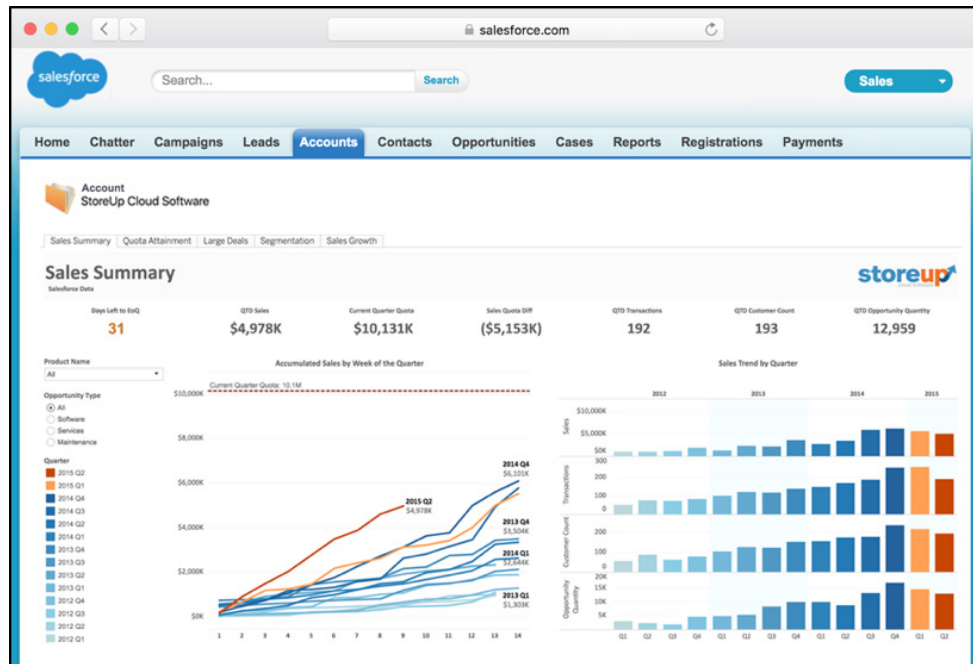 salesforce.com
salesforce
Search...
Search
Sales
Home Chatter Campaigns Leads Accounts Contacts Opportunities Cases Reports Registrations Payments
Account
StoreUp Cloud Software
Sales Summary Quota Attainment Large Deals Segmentation Sales Growth
Sales Summary
Salesforce Data
storeup
cloud software
Days Left to EoQ QTD Sales Current Quarter Quota Sales Quota Diff QTD Transactions QTD Customer Count QTD Opportunity Quantity
31 $4,978K $10,131K ($5,153K) 192 193 12,959
Product Name
All
Opportunity Type
All
Software
Services
Maintenance
Quarter
2015 Q2
2015 Q1
2014 Q4
2014 Q3
2014 Q2
2014 Q1
2013 Q4
2013 Q3
2013 Q2
2013 Q1
2012 Q4
2012 Q3
2012 Q2
2012 Q1
Accumulated Sales by Week of the Quarter
Current Quarter Quota: 10.1M
$10,000K
$8,000K
$6,000K
$4,000K
$2,000K
$0K
2014 Q4
$6,101K
2015 Q2
$4,978K
2013 Q4
$3,504K
2014 Q1
$2,644K
2013 Q1
$1,303K
1 2 3 4 5 6 7 8 9 10 11 12 13 14
Sales Trend by Quarter
2012 2013 2014 2015
Sales
$10,000K
$5,000K
$0K
Transactions
300
200
100
0
Customer Count
200
100
0
Opportunity
Quantity
20K
15K
10K
5K
Q1 Q2 Q3 Q4 Q1 Q2 Q3 Q4 Q1 Q2 Q3 Q4 Q1 Q2